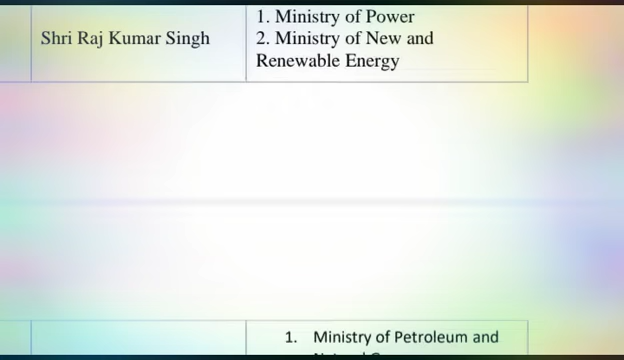 Shri Raj Kumar Singh
1. Ministry of Power
2. Ministry of New and
Renewable Energy
1. Ministry of Petroleum and